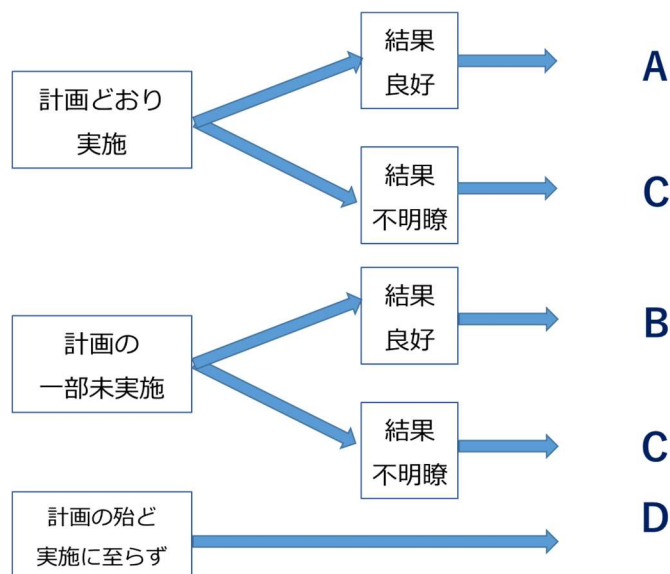 計画どおり
実施
結果
良好
A
結果
不明瞭
C
計画の
一部未実施
結果
良好
B
結果
不明瞭
C
計画の殆ど
実施に至らず
D